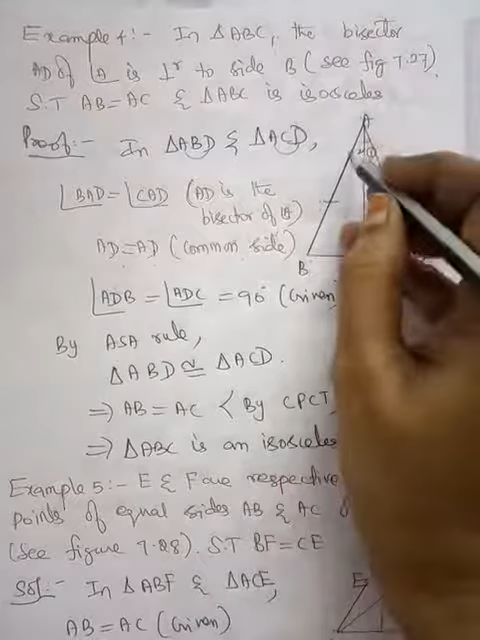 Example 4:- In ΔABC, the bisector
AD of ∠A is ⊥r to side B (see fig 7.27).
S.T AB=AC & ΔABC is isosceles
Proof:- In ΔABD & ΔACD,
∠BAD = ∠CAD (AD is the
bisector of A)
AD=AD (common side)
∠ADB = ∠ADC = 90° (Given)
By ASA rule,
ΔABD ≅ ΔACD.
⇒ AB = AC < By CPCT
⇒ ΔABC is an isosceles
A
B
Example 5:- E & F are respective
points of equal sides AB & AC
(see figure 7.28). S.T BF=CE
Sol:- In ΔABF & ΔACE,
AB = AC (Given)
E